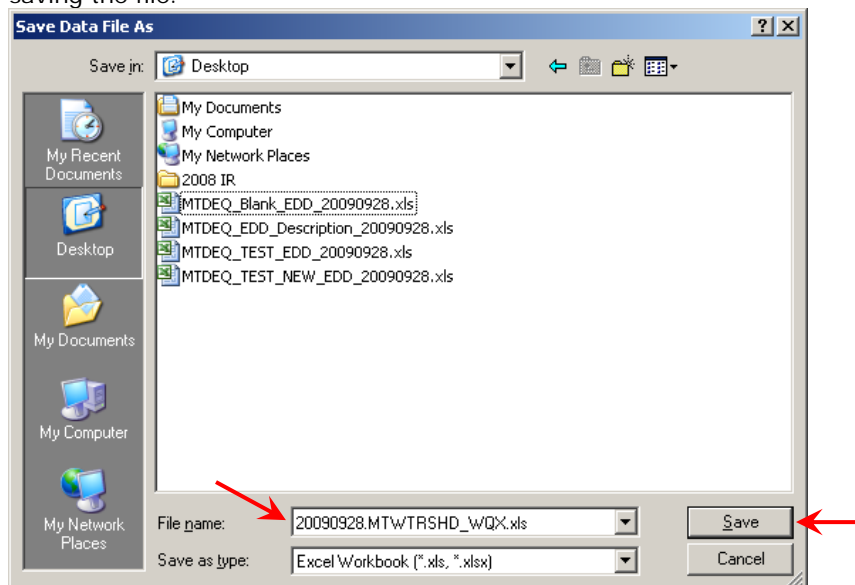 saving the file.
Save Data File As
Save in: Desktop
My Recent Documents
Desktop
My Documents
My Computer
My Network Places
My Documents
My Computer
My Network Places
2008 IR
MTDEQ_Blank_EDD_20090928.xls
MTDEQ_EDD_Description_20090928.xls
MTDEQ_TEST_EDD_20090928.xls
MTDEQ_TEST_NEW_EDD_20090928.xls
File name: 20090928.MTWTRSHD_WQX.xls Save
Save as type: Excel Workbook (*.xls, *.xlsx) Cancel